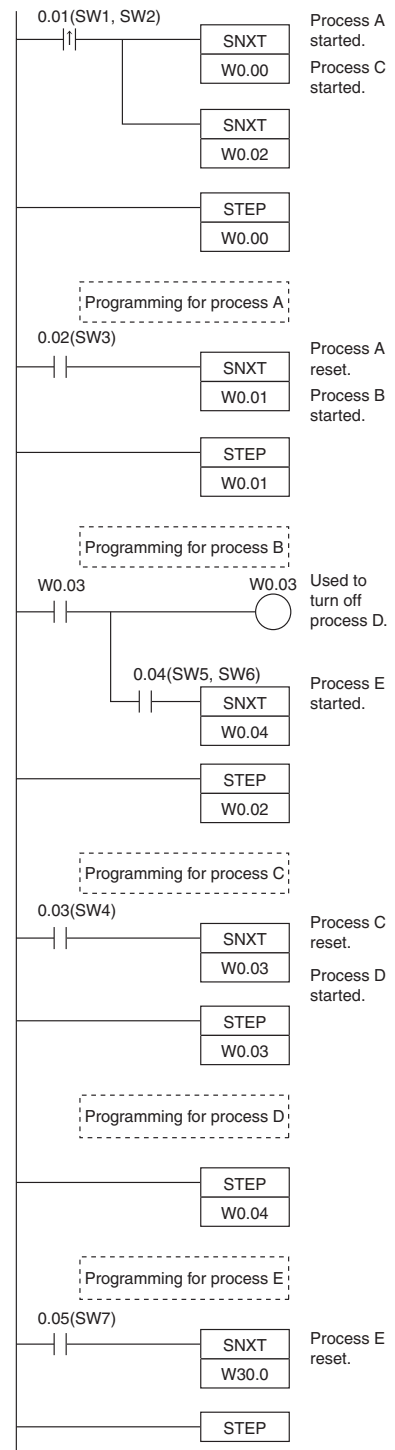 0.01(SW1, SW2)
SNXT
W0.00
Process A
started.
Process C
started.
SNXT
W0.02
STEP
W0.00
Programming for process A
0.02(SW3)
SNXT
W0.01
Process A
reset.
Process B
started.
STEP
W0.01
Programming for process B
W0.03
W0.03
Used to
turn off
process D.
0.04(SW5, SW6)
SNXT
W0.04
Process E
started.
STEP
W0.02
Programming for process C
0.03(SW4)
SNXT
W0.03
Process C
reset.
Process D
started.
STEP
W0.03
Programming for process D
STEP
W0.04
Programming for process E
0.05(SW7)
SNXT
W30.0
Process E
reset.
STEP